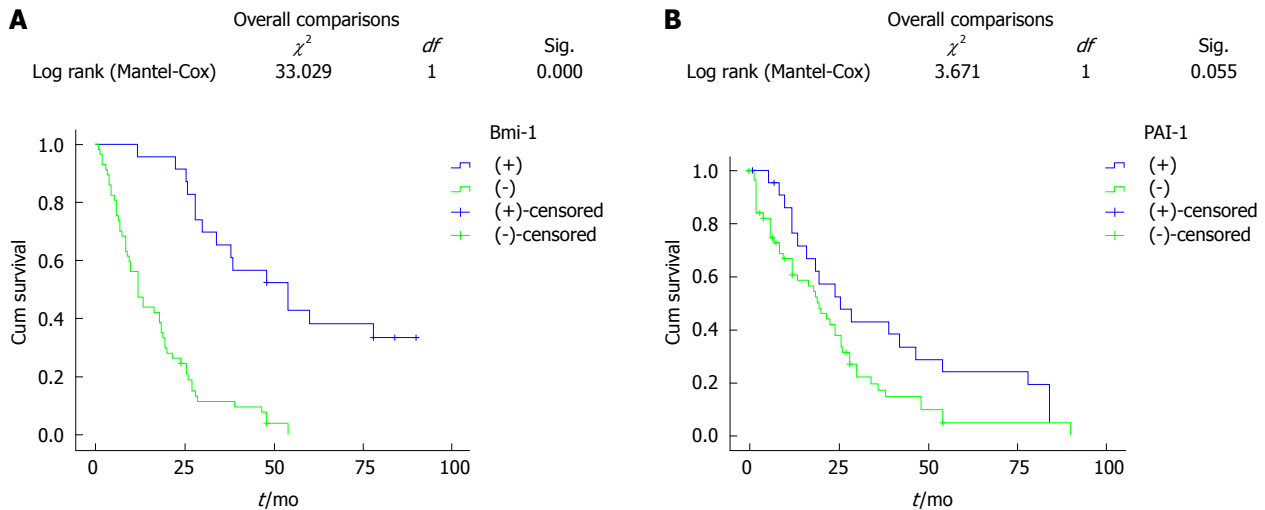 A
Overall comparisons
χ² df Sig.
Log rank (Mantel-Cox) 33.029 1 0.000
Bmi-1
(+)
(-)
(+)-censored
(-)-censored
1.0
0.8
0.6
0.4
0.2
0.0
Cum survival
0 25 50 75 100
t/mo
B
Overall comparisons
χ² df Sig.
Log rank (Mantel-Cox) 3.671 1 0.055
PAI-1
(+)
(-)
(+)-censored
(-)-censored
1.0
0.8
0.6
0.4
0.2
0.0
Cum survival
0 25 50 75 100
t/mo